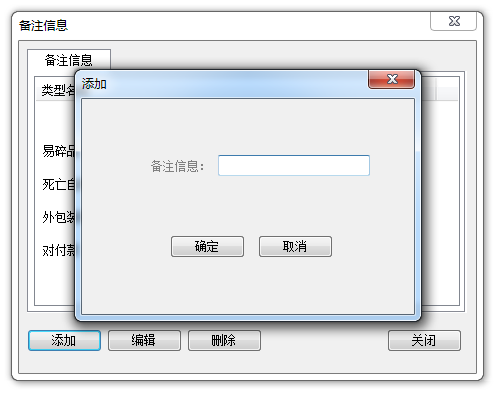 备注信息
备注信息
类型名
添加
易碎品
备注信息：
死亡自
外包装
对付款
确定
取消
添加
编辑
删除
关闭